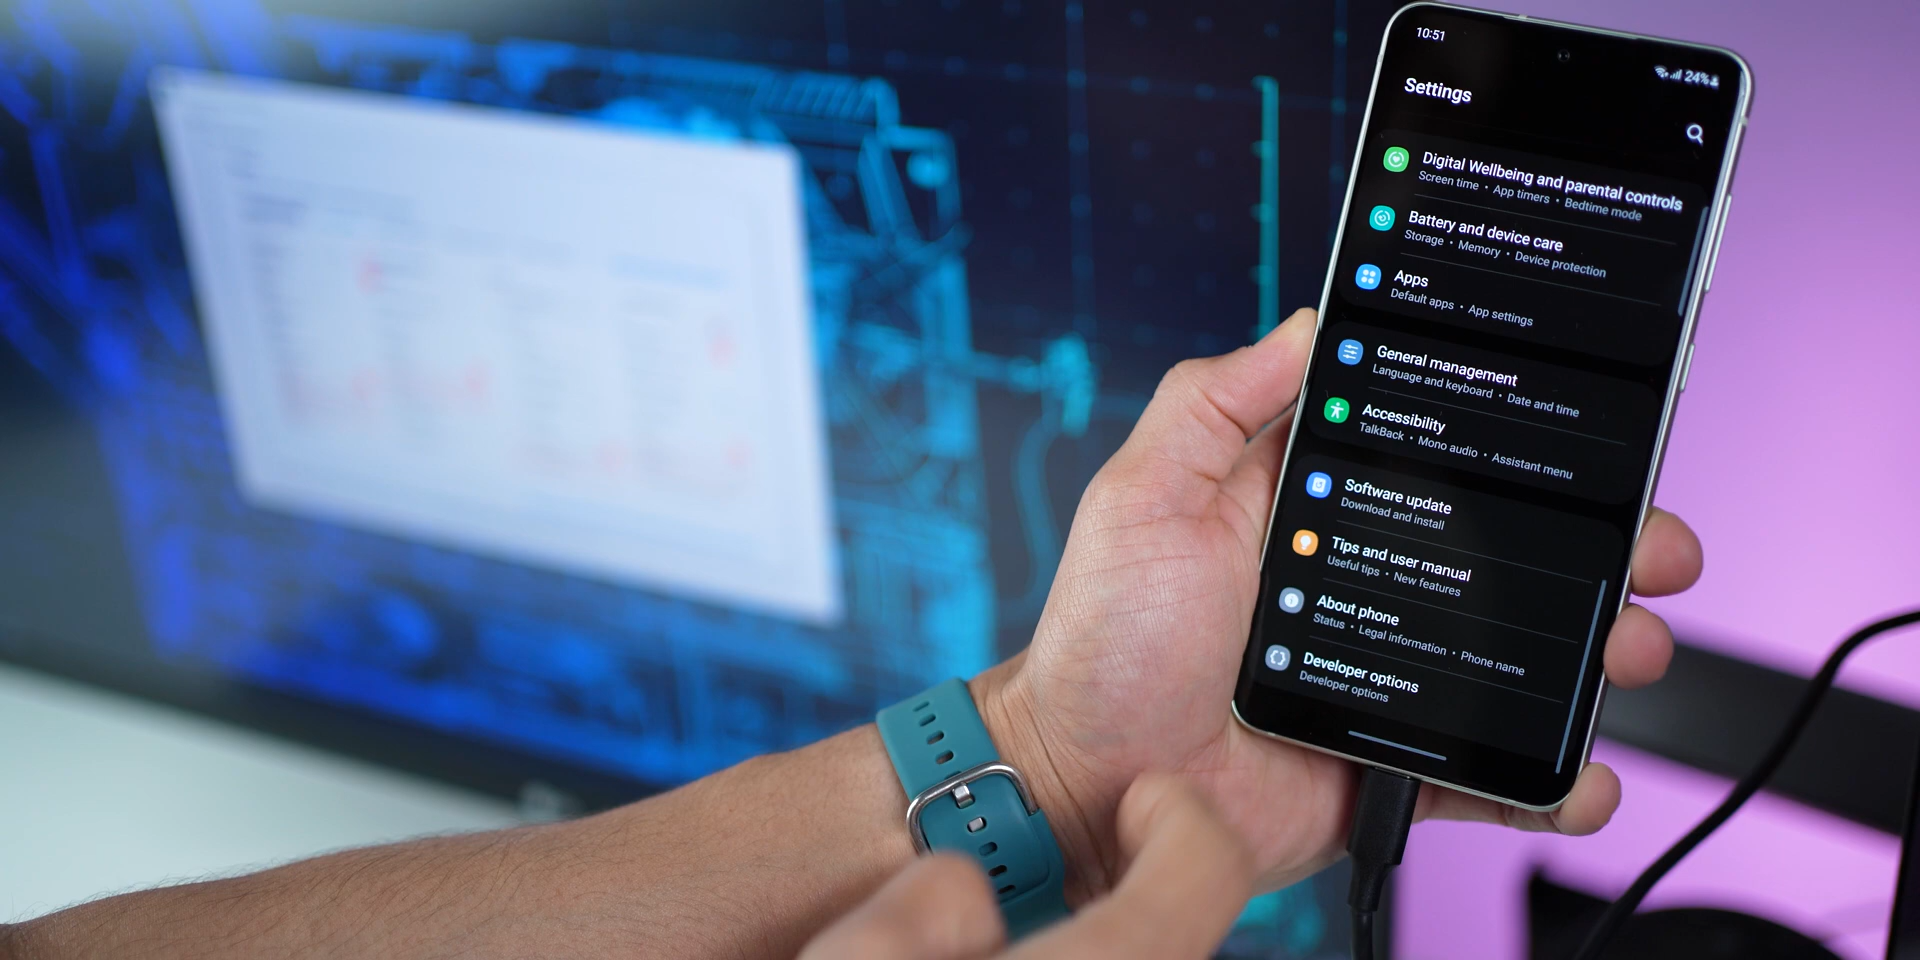 10:51
24%
Settings
Digital Wellbeing and parental controls
Screen time • App timers • Bedtime mode
Battery and device care
Storage • Memory • Device protection
Apps
Default apps • App settings
General management
Language and keyboard • Date and time
Accessibility
TalkBack • Mono audio • Assistant menu
Software update
Download and install
Tips and user manual
Useful tips • New features
About phone
Status • Legal information • Phone name
Developer options
Developer options